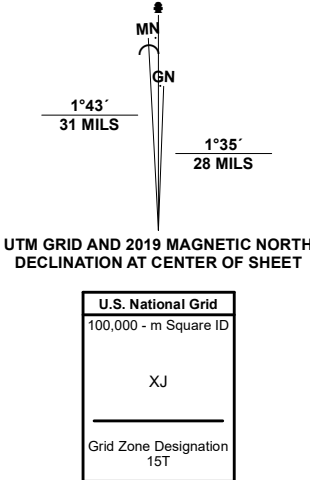 MN
GN
1°43´
31 MILS
1°35´
28 MILS
UTM GRID AND 2019 MAGNETIC NORTH
DECLINATION AT CENTER OF SHEET
U.S. National Grid
100,000 - m Square ID
XJ
Grid Zone Designation
15T